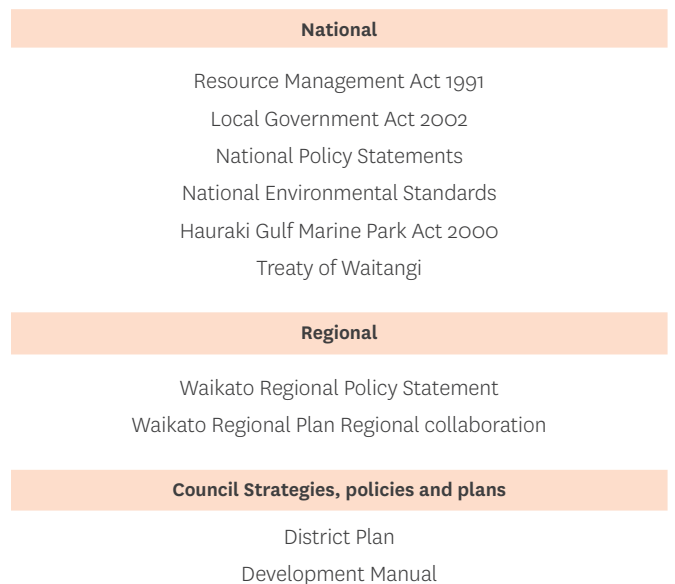 National
Resource Management Act 1991
Local Government Act 2002
National Policy Statements
National Environmental Standards
Hauraki Gulf Marine Park Act 2000
Treaty of Waitangi
Regional
Waikato Regional Policy Statement
Waikato Regional Plan Regional collaboration
Council Strategies, policies and plans
District Plan
Development Manual